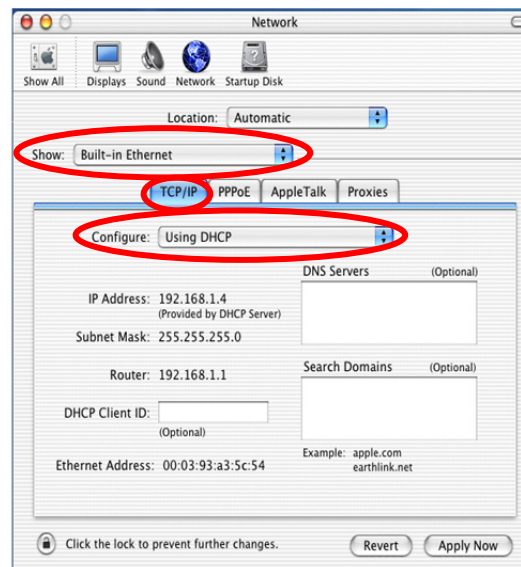 Network
Show All Displays Sound Network Startup Disk
Location: Automatic
Show: Built-in Ethernet
TCP/IP PPPoE AppleTalk Proxies
Configure: Using DHCP
DNS Servers (Optional)
IP Address: 192.168.1.4
(Provided by DHCP Server)
Subnet Mask: 255.255.255.0
Router: 192.168.1.1
Search Domains (Optional)
DHCP Client ID:
(Optional)
Example: apple.com
earthlink.net
Ethernet Address: 00:03:93:a3:5c:54
Click the lock to prevent further changes.
Revert Apply Now